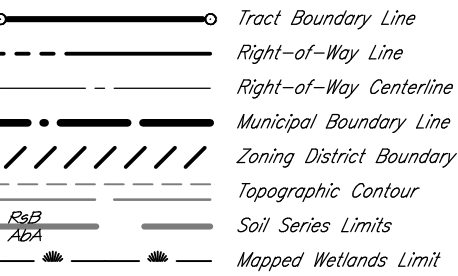 Tract Boundary Line
Right-of-Way Line
Right-of-Way Centerline
Municipal Boundary Line
Zoning District Boundary
Topographic Contour
RsB
Soil Series Limits
AbA
Mapped Wetlands Limit